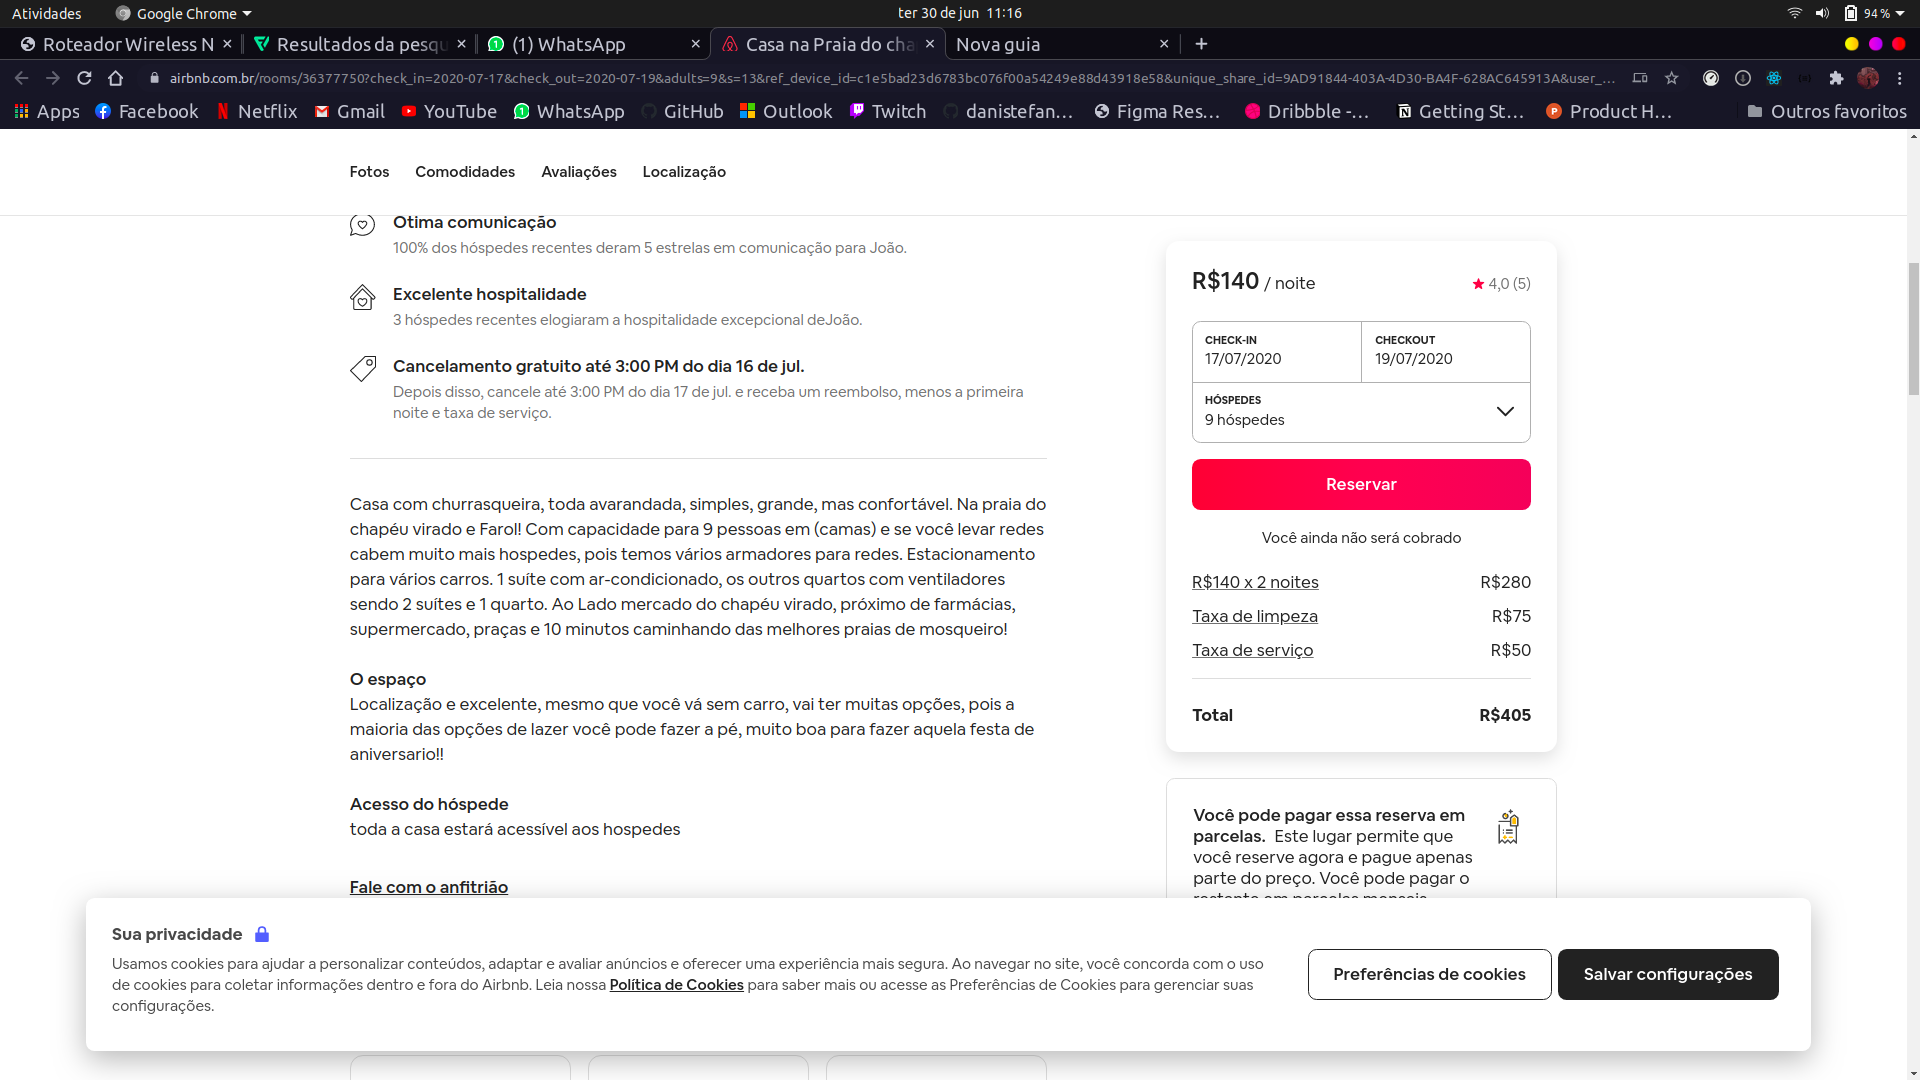 Atividades
Google Chrome
ter 30 de jun 11:16
94 %
Roteador Wireless N
Resultados da pesqu
(1) WhatsApp
Casa na Praia do cha
Nova guia
airbnb.com.br/rooms/36377750?check_in=2020-07-17&check_out=2020-07-19&adults=9&s=13&ref_device_id=c1e5bad23d6783bc076f00a54249e88d43918e58&unique_share_id=9AD91844-403A-4D30-BA4F-628AC645913A&user_...
Apps
Facebook
Netflix
Gmail
YouTube
WhatsApp
GitHub
Outlook
Twitch
danistefan...
Figma Res...
Dribbble -...
Getting St...
Product H...
Outros favoritos
Fotos
Comodidades
Avaliações
Localização
Otima comunicação
100% dos hóspedes recentes deram 5 estrelas em comunicação para João.
Excelente hospitalidade
3 hóspedes recentes elogiaram a hospitalidade excepcional deJoão.
Cancelamento gratuito até 3:00 PM do dia 16 de jul.
Depois disso, cancele até 3:00 PM do dia 17 de jul. e receba um reembolso, menos a primeira
noite e taxa de serviço.
Casa com churrasqueira, toda avarandada, simples, grande, mas confortável. Na praia do
chapéu virado e Farol! Com capacidade para 9 pessoas em (camas) e se você levar redes
cabem muito mais hospedes, pois temos vários armadores para redes. Estacionamento
para vários carros. 1 suíte com ar-condicionado, os outros quartos com ventiladores
sendo 2 suítes e 1 quarto. Ao Lado mercado do chapéu virado, próximo de farmácias,
supermercado, praças e 10 minutos caminhando das melhores praias de mosqueiro!
O espaço
Localização e excelente, mesmo que você vá sem carro, vai ter muitas opções, pois a
maioria das opções de lazer você pode fazer a pé, muito boa para fazer aquela festa de
aniversario!!
Acesso do hóspede
toda a casa estará acessível aos hospedes
Fale com o anfitrião
R$140 / noite
4,0 (5)
CHECK-IN
17/07/2020
CHECKOUT
19/07/2020
HÓSPEDES
9 hóspedes
Reservar
Você ainda não será cobrado
R$140 x 2 noites R$280
Taxa de limpeza R$75
Taxa de serviço R$50
Total R$405
Você pode pagar essa reserva em
parcelas. Este lugar permite que
você reserve agora e pague apenas
parte do preço. Você pode pagar o
restante em parcelas mensais
Sua privacidade
Usamos cookies para ajudar a personalizar conteúdos, adaptar e avaliar anúncios e oferecer uma experiência mais segura. Ao navegar no site, você concorda com o uso
de cookies para coletar informações dentro e fora do Airbnb. Leia nossa Política de Cookies para saber mais ou acesse as Preferências de Cookies para gerenciar suas
configurações.
Preferências de cookies
Salvar configurações